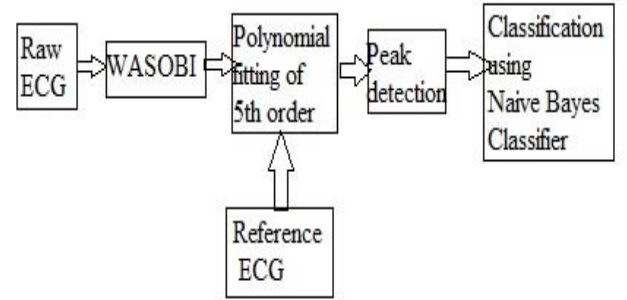 Raw
ECG
WASOBI
Polynomial
fitting of
5th order
Peak
detection
Classification
using
Naive Bayes
Classifier
Reference
ECG